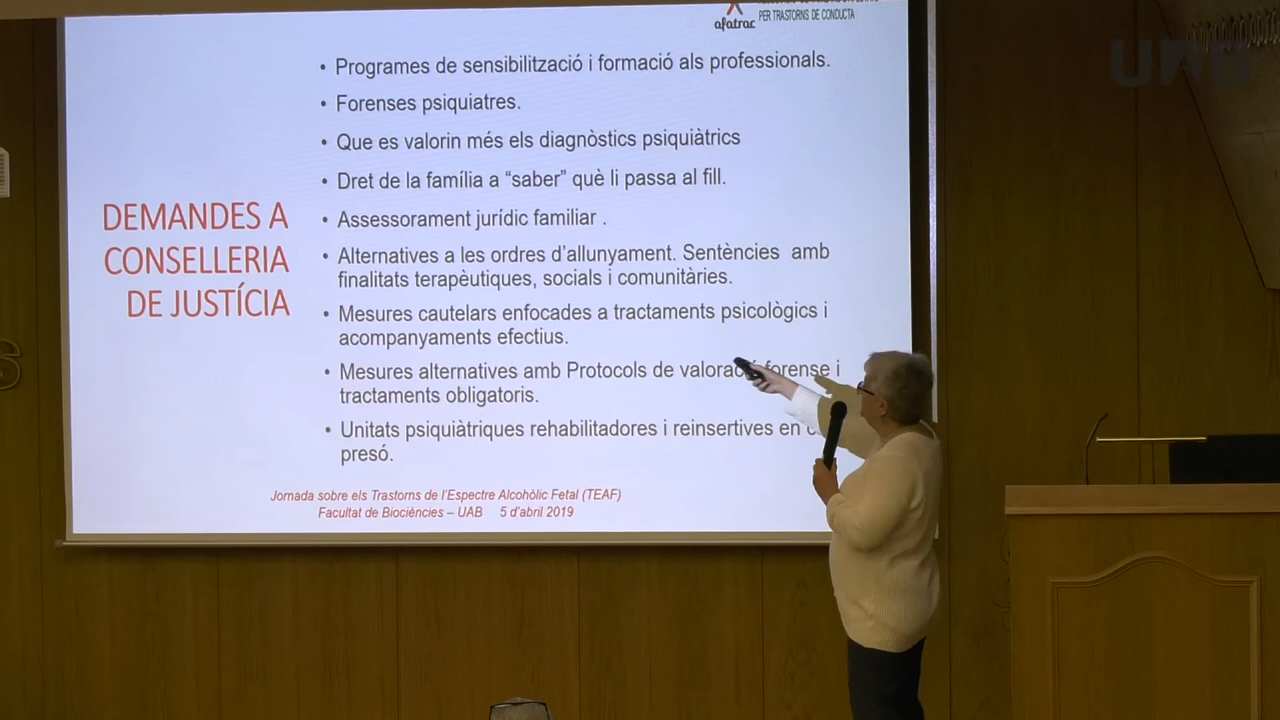 afatrac
PER TRASTORNS DE CONDUCTA
UAB
• Programes de sensibilització i formació als professionals.
• Forenses psiquiatres.
• Que es valorin més els diagnòstics psiquiàtrics
• Dret de la família a “saber” què li passa al fill.
DEMANDES A
CONSELLERIA
DE JUSTÍCIA
• Assessorament jurídic familiar .
• Alternatives a les ordres d’allunyament. Sentències amb
finalitats terapèutiques, socials i comunitàries.
• Mesures cautelars enfocades a tractaments psicològics i
acompanyaments efectius.
• Mesures alternatives amb Protocols de valoració forense i
tractaments obligatoris.
• Unitats psiquiàtriques rehabilitadores i reinsertives en
presó.
Jornada sobre els Trastorns de l’Espectre Alcohòlic Fetal (TEAF)
Facultat de Biociències – UAB 5 d’abril 2019